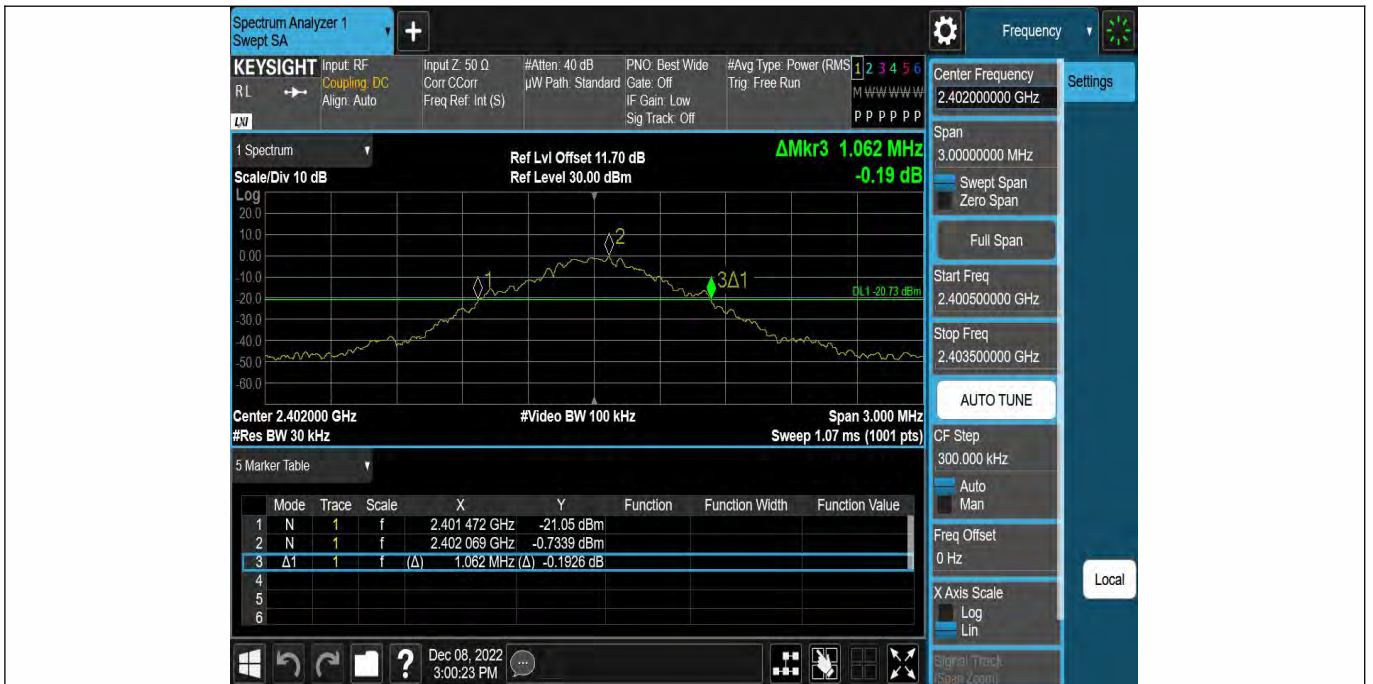 Spectrum Analyzer 1
Swept SA
+
Frequency
KEYSIGHT
RL
LXI
Input: RF
Coupling: DC
Align: Auto
Input Z: 50 Ω
Corr CCorr
Freq Ref: Int (S)
#Atten: 40 dB
µW Path: Standard
PNO: Best Wide
Gate: Off
IF Gain: Low
Sig Track: Off
#Avg Type: Power (RMS
Trig: Free Run
1 2 3 4 5 6
M W W W W W
P P P P P P
1 Spectrum
Scale/Div 10 dB
Ref Lvl Offset 11.70 dB
Ref Level 30.00 dBm
ΔMkr3 1.062 MHz
-0.19 dB
Log
20.0
10.0
0.00
-10.0
-20.0
-30.0
-40.0
-50.0
-60.0
1
2
3Δ1
DL1 -20.73 dBm
Center 2.402000 GHz
#Video BW 100 kHz
Span 3.000 MHz
#Res BW 30 kHz
Sweep 1.07 ms (1001 pts)
5 Marker Table
Mode Trace Scale X Y Function Function Width Function Value
1 N 1 f 2.401 472 GHz -21.05 dBm
2 N 1 f 2.402 069 GHz -0.7339 dBm
3 Δ1 1 f (Δ) 1.062 MHz (Δ) -0.1926 dB
4
5
6
?
Dec 08, 2022
3:00:23 PM
Center Frequency
2.402000000 GHz
Span
3.00000000 MHz
Swept Span
Zero Span
Full Span
Start Freq
2.400500000 GHz
Stop Freq
2.403500000 GHz
AUTO TUNE
CF Step
300.000 kHz
Auto
Man
Freq Offset
0 Hz
X Axis Scale
Log
Lin
Signal Track
(Span Zoom)
Settings
Local